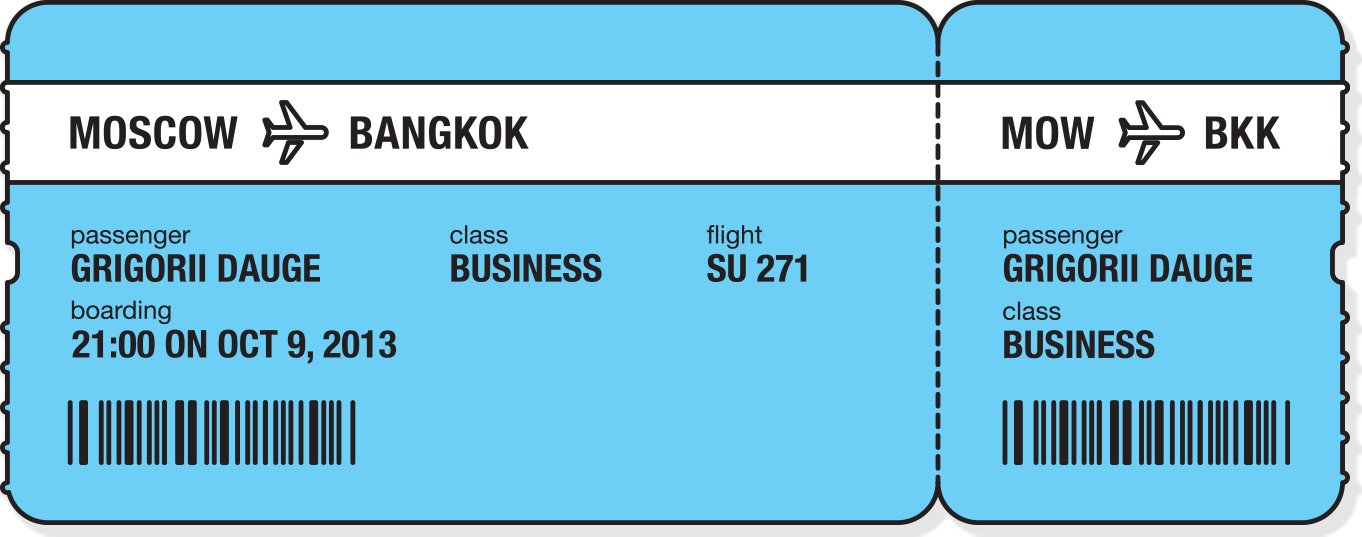 MOSCOW BANGKOK
passenger class flight
GRIGORII DAUGE BUSINESS SU 271
boarding
21:00 ON OCT 9, 2013
MOW BKK
passenger
GRIGORII DAUGE
class
BUSINESS